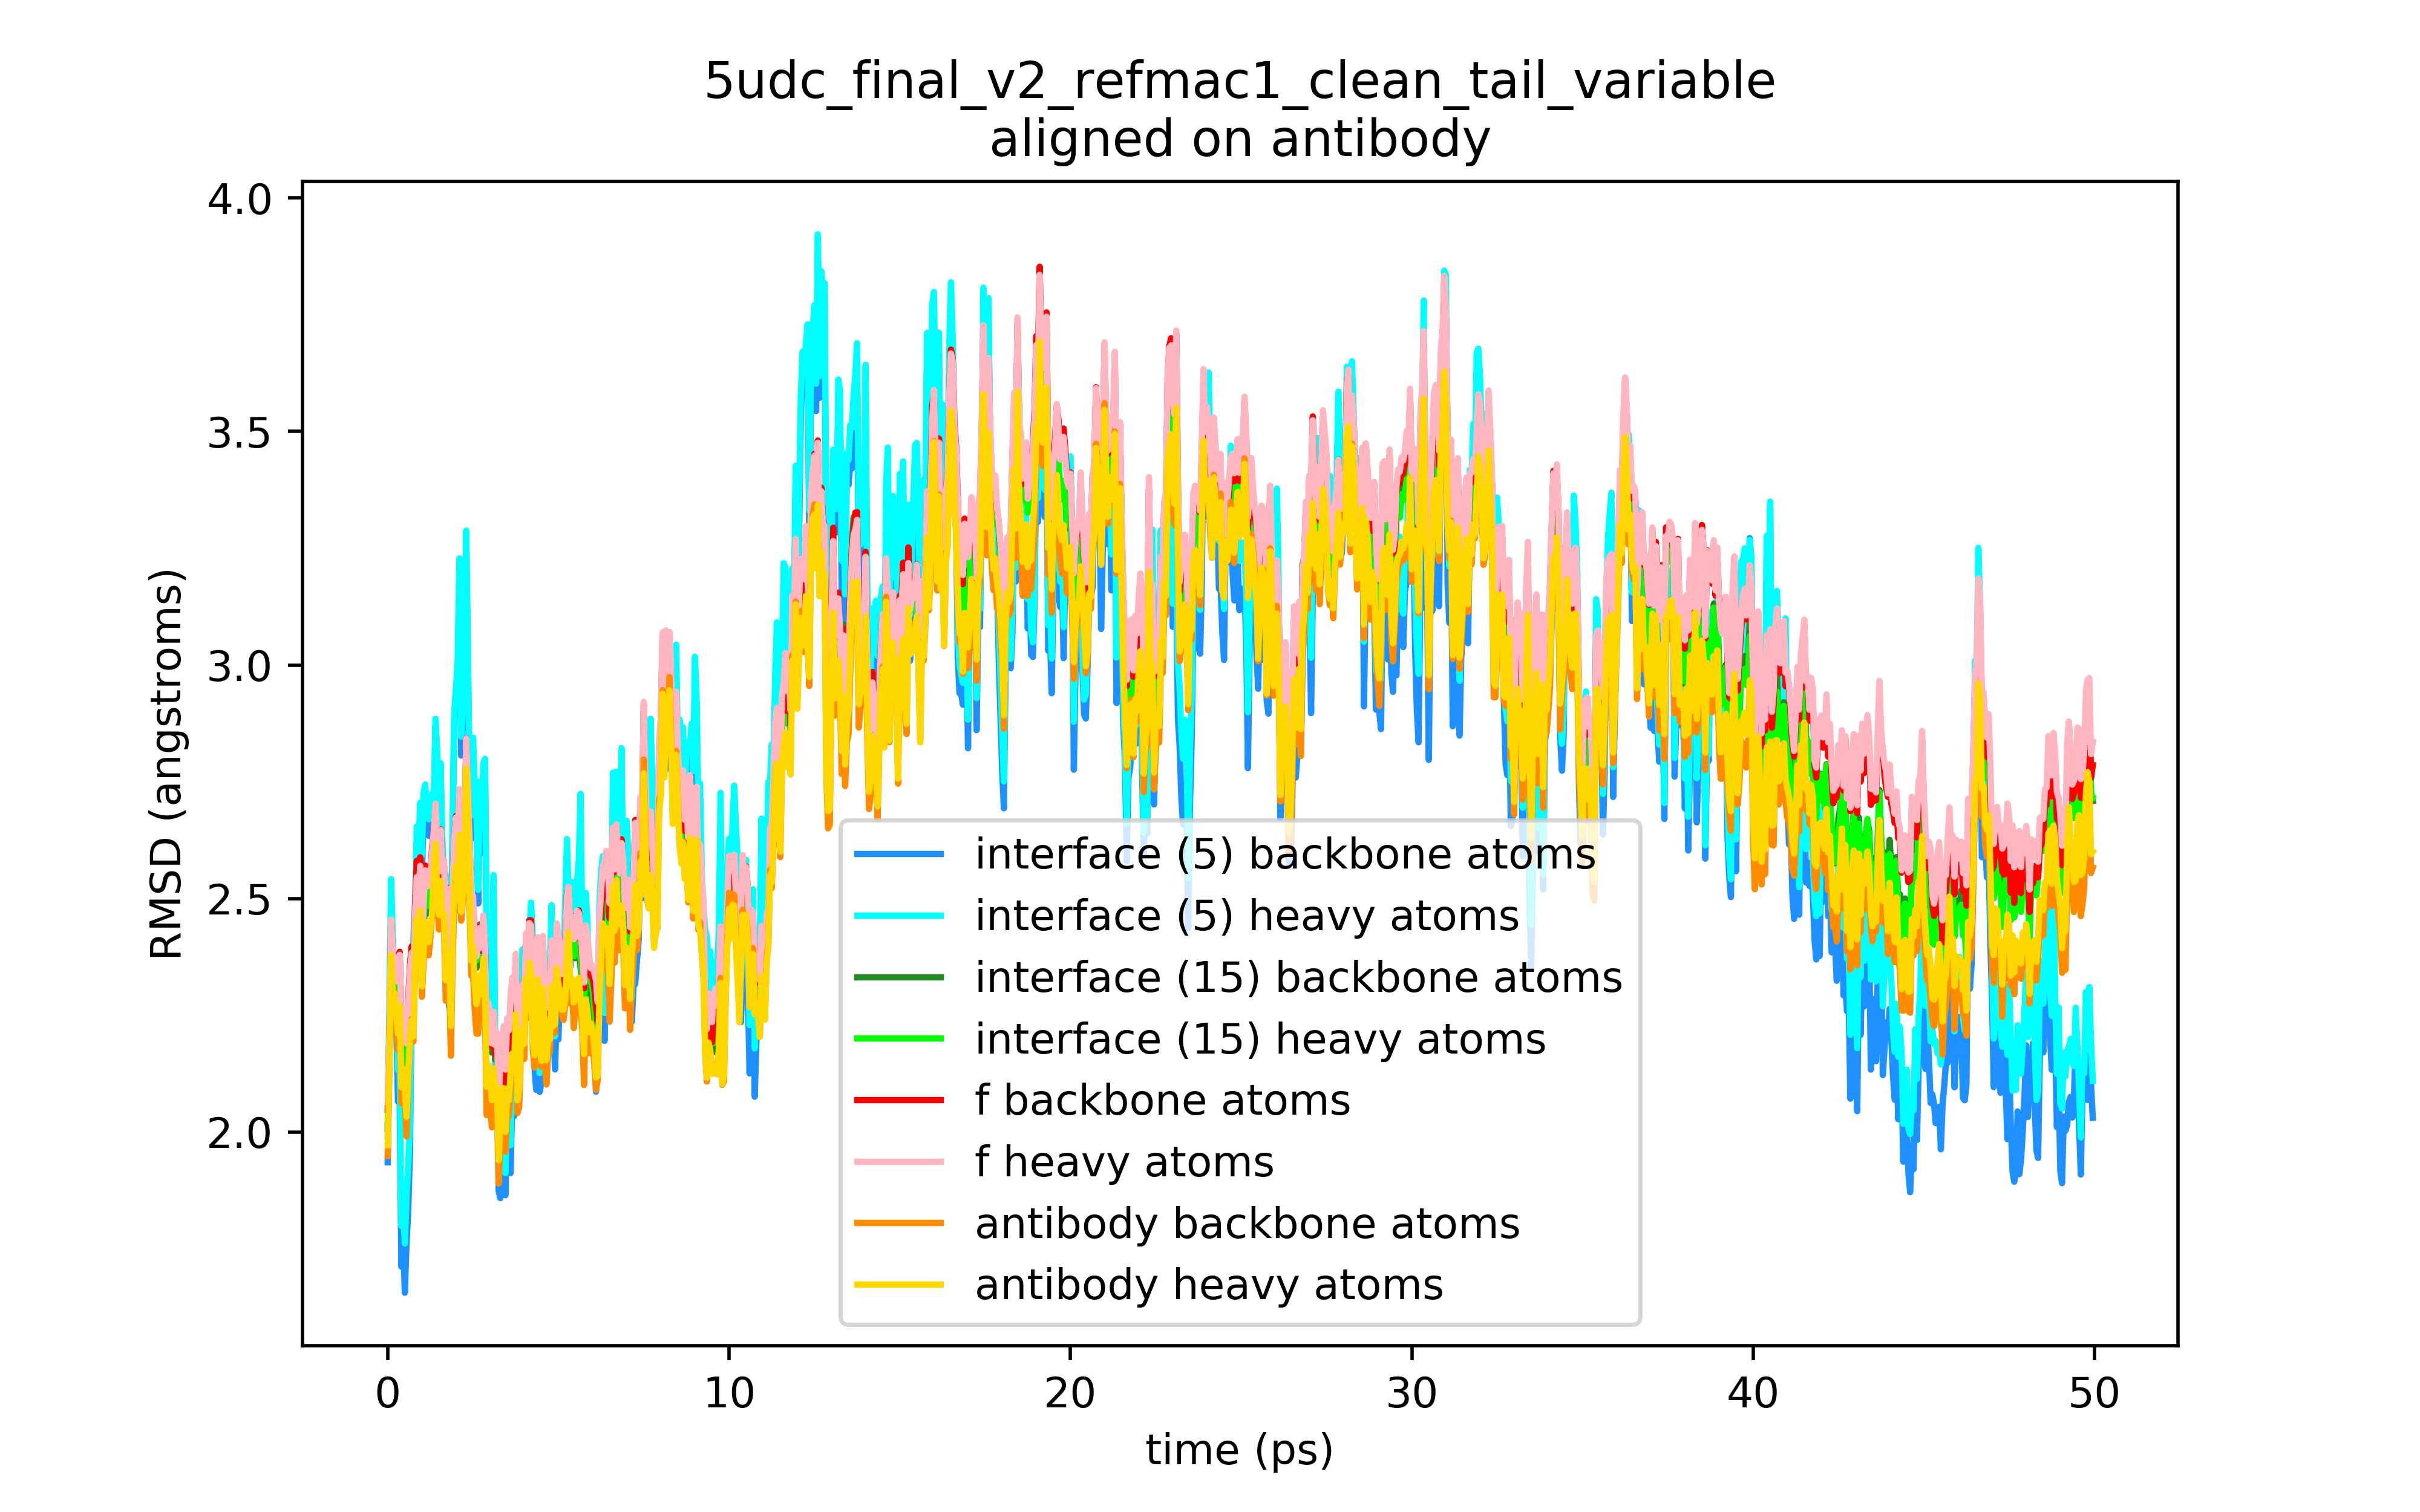 5udc_final_v2_refmac1_clean_tail_variable
aligned on antibody
RMSD (angstroms)
4.0
3.5
3.0
2.5
2.0
interface (5) backbone atoms
interface (5) heavy atoms
interface (15) backbone atoms
interface (15) heavy atoms
f backbone atoms
f heavy atoms
antibody backbone atoms
antibody heavy atoms
0 10 20 30 40 50
time (ps)